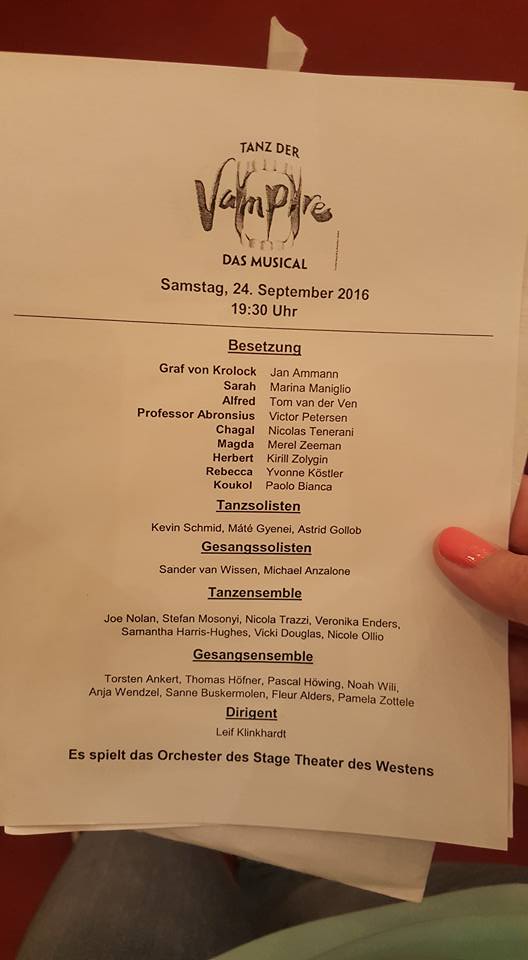 TANZ DER
Vampire
DAS MUSICAL
Samstag, 24. September 2016
19:30 Uhr
Besetzung
Graf von Krolock Jan Ammann
Sarah Marina Maniglio
Alfred Tom van der Ven
Professor Abronsius Victor Petersen
Chagal Nicolas Tenerani
Magda Merel Zeeman
Herbert Kirill Zolygin
Rebecca Yvonne Köstler
Koukol Paolo Bianca
Tanzsolisten
Kevin Schmid, Máté Gyenei, Astrid Gollob
Gesangssolisten
Sander van Wissen, Michael Anzalone
Tanzensemble
Joe Nolan, Stefan Mosonyi, Nicola Trazzi, Veronika Enders,
Samantha Harris-Hughes, Vicki Douglas, Nicole Ollio
Gesangsensemble
Torsten Ankert, Thomas Höfner, Pascal Höwing, Noah Wili,
Anja Wendzel, Sanne Buskermolen, Fleur Alders, Pamela Zottele
Dirigent
Leif Klinkhardt
Es spielt das Orchester des Stage Theater des Westens